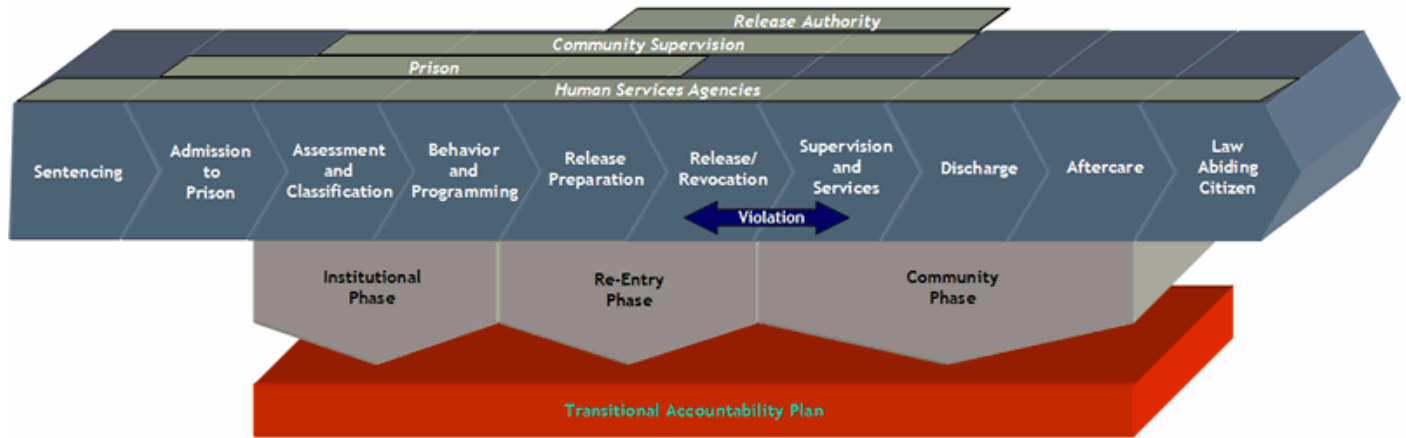 Release Authority
Community Supervision
Prison
Human Services Agencies
Sentencing
Admission
to
Prison
Assessment
and
Classification
Behavior
and
Programming
Release
Preparation
Release/
Revocation
Supervision
and
Services
Discharge
Aftercare
Law
Abiding
Citizen
Violation
Institutional
Phase
Re-Entry
Phase
Community
Phase
Transitional Accountability Plan